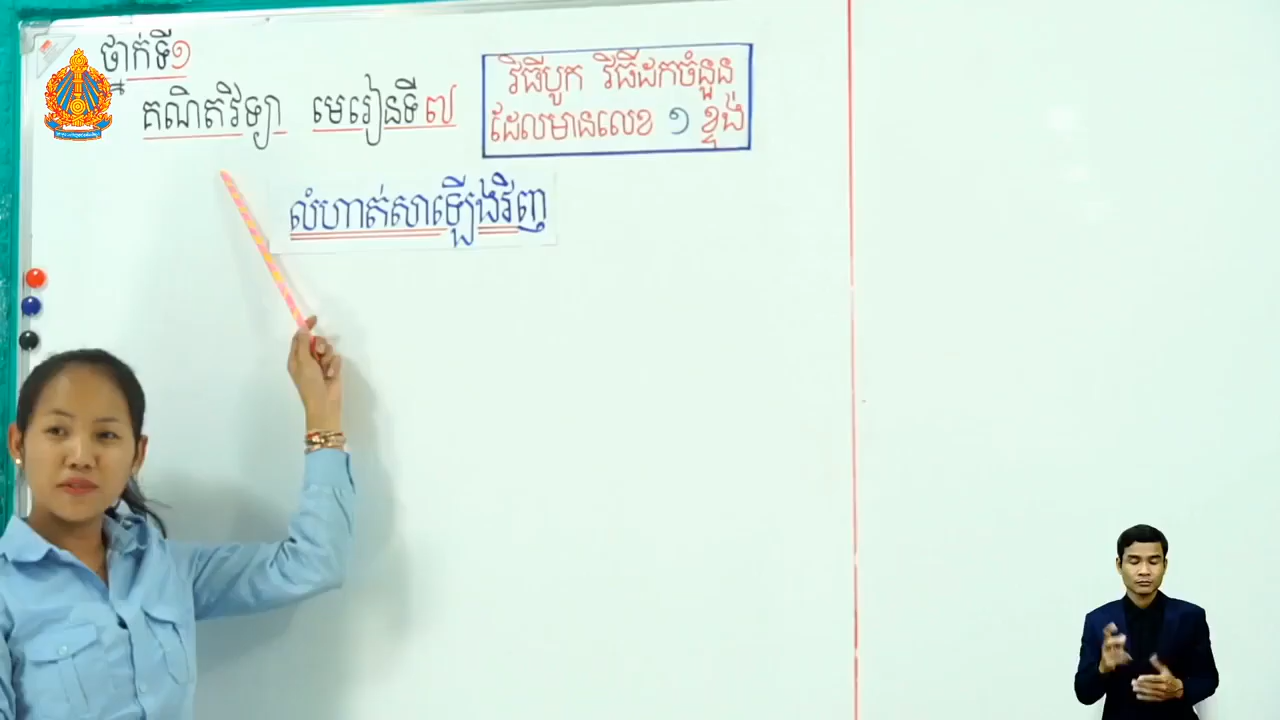 ថ្នាក់ទី១
គណិតវិទ្យា មេរៀនទី៧
វិធីបូក វិធីដកចំនួន
ដែលមានលេខ ១ ខ្ទង់
លំហាត់សាឡើងវិញ